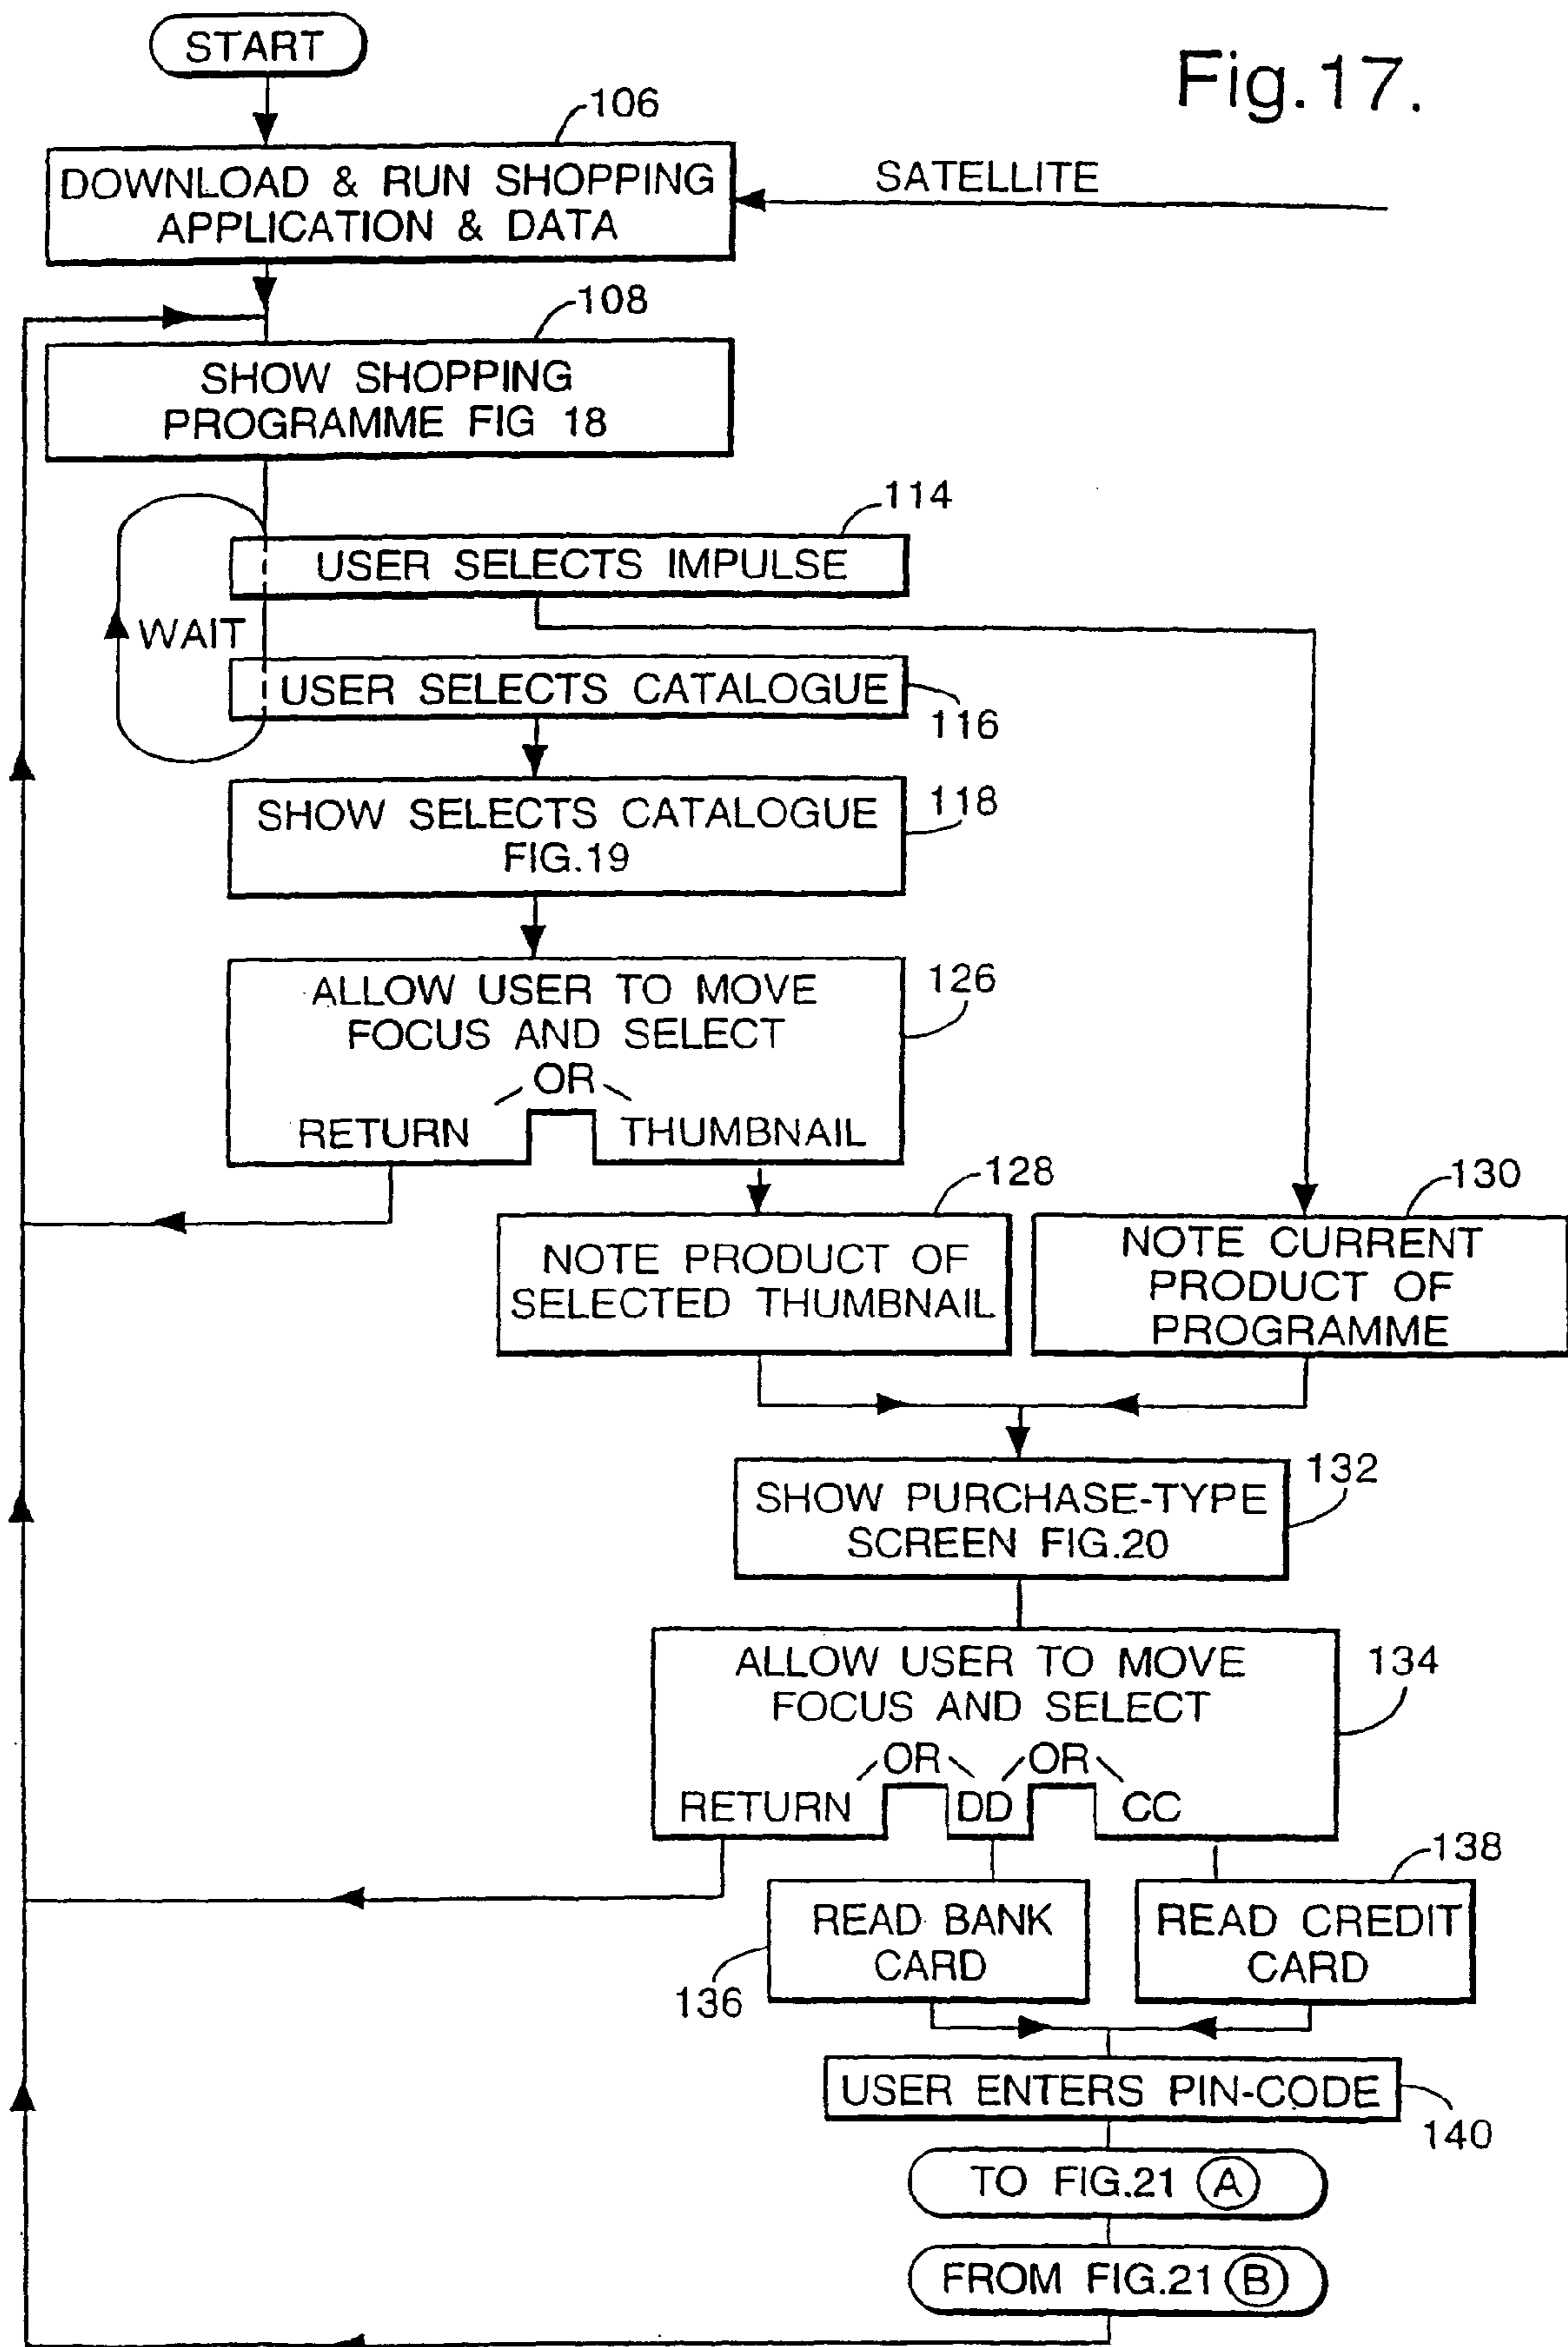 START
Fig.17.
106
DOWNLOAD & RUN SHOPPING
APPLICATION & DATA
SATELLITE
108
SHOW SHOPPING
PROGRAMME FIG 18
114
USER SELECTS IMPULSE
WAIT
USER SELECTS CATALOGUE
116
SHOW SELECTS CATALOGUE
FIG.19
118
ALLOW USER TO MOVE
FOCUS AND SELECT
OR
RETURN THUMBNAIL
126
128
NOTE PRODUCT OF
SELECTED THUMBNAIL
130
NOTE CURRENT
PRODUCT OF
PROGRAMME
SHOW PURCHASE-TYPE
SCREEN FIG.20
132
ALLOW USER TO MOVE
FOCUS AND SELECT
OR OR
RETURN DD CC
134
READ BANK
CARD
136
138
READ CREDIT
CARD
USER ENTERS PIN-CODE
140
TO FIG.21 A
FROM FIG.21 B